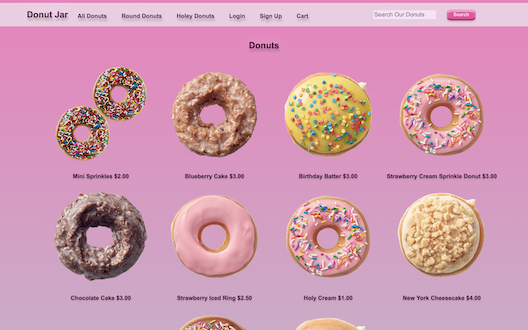 Donut Jar All Donuts Round Donuts Holey Donuts Login Sign Up Cart Search Our Donuts Search
Donuts
Mini Sprinkles $2.00 Blueberry Cake $3.00 Birthday Batter $3.00 Strawberry Cream Sprinkle Donut $3.00
Chocolate Cake $3.00 Strawberry Iced Ring $2.50 Holy Cream $1.00 New York Cheesecake $4.00